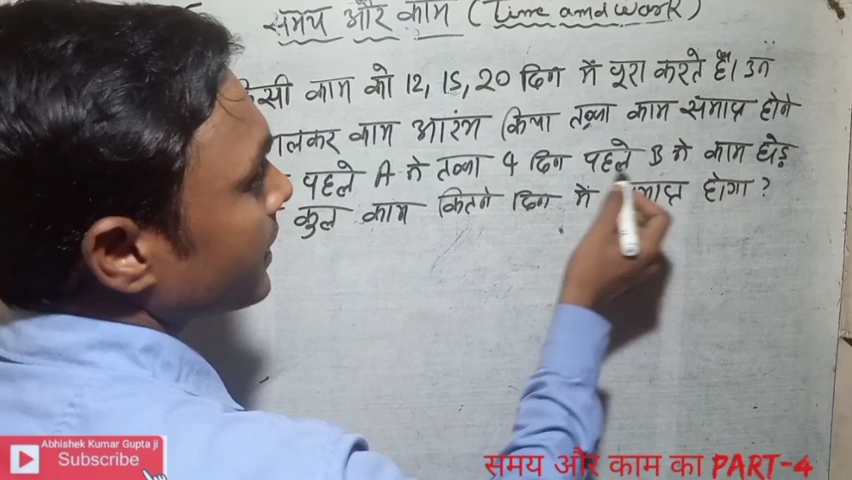 समय और काम (Time and work)
काम को 12, 15, 20 दिन में पूरा करते हैं। उन
काम आरंभ किया तथा काम समाप्त होने
पहले A ने तथा 4 दिन पहले B ने काम छोड़
कुल काम कितने दिन में होगा ?
Abhishek Kumar Gupta ji
Subscribe
समय और काम का PART-4